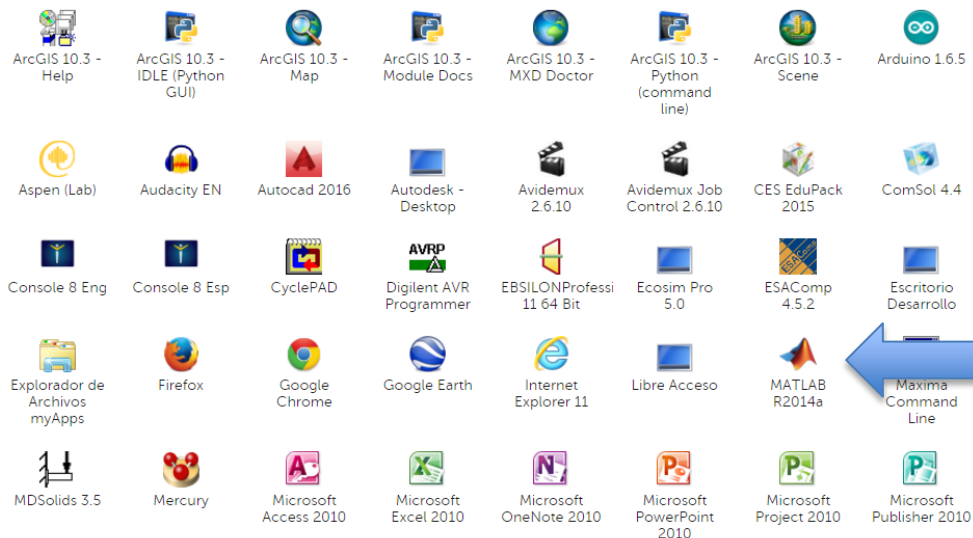 ArcGIS 10.3 - Help
ArcGIS 10.3 - IDLE (Python GUI)
ArcGIS 10.3 - Map
ArcGIS 10.3 - Module Docs
ArcGIS 10.3 - MXD Doctor
ArcGIS 10.3 - Python (command line)
ArcGIS 10.3 - Scene
Arduino 1.6.5
Aspen (Lab)
Audacity EN
Autocad 2016
Autodesk - Desktop
Avidemux 2.6.10
Avidemux Job Control 2.6.10
CES EduPack 2015
ComSol 4.4
Console 8 Eng
Console 8 Esp
CyclePAD
AVRP
Digilent AVR Programmer
EBSILONProfessi 11 64 Bit
Ecosim Pro 5.0
ESAComp
ESAComp 4.5.2
Escritorio Desarrollo
Explorador de Archivos myApps
Firefox
Google Chrome
Google Earth
Internet Explorer 11
Libre Acceso
MATLAB R2014a
Maxima Command Line
MDSolids 3.5
Mercury
Microsoft Access 2010
Microsoft Excel 2010
Microsoft OneNote 2010
Microsoft PowerPoint 2010
Microsoft Project 2010
Microsoft Publisher 2010